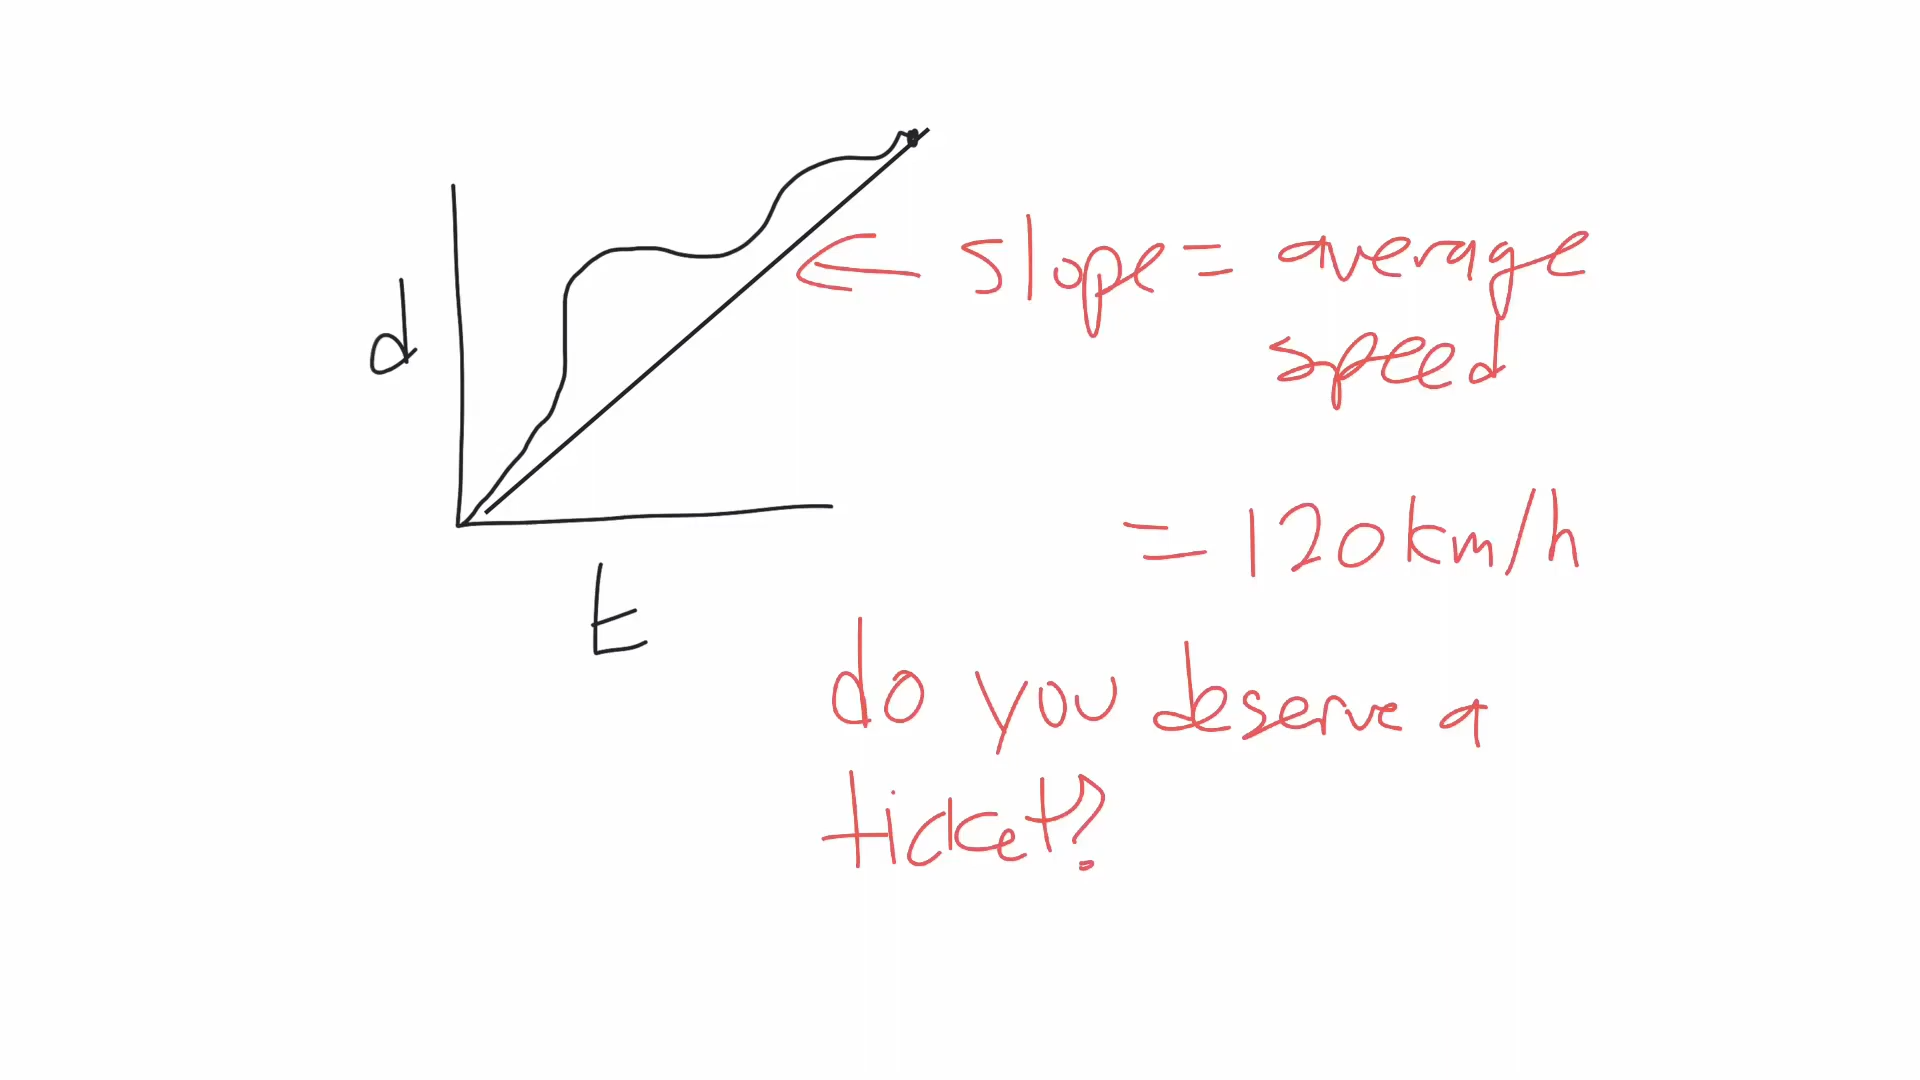 d
t
slope = average
speed
= 120km/h
do you deserve a
ticket?